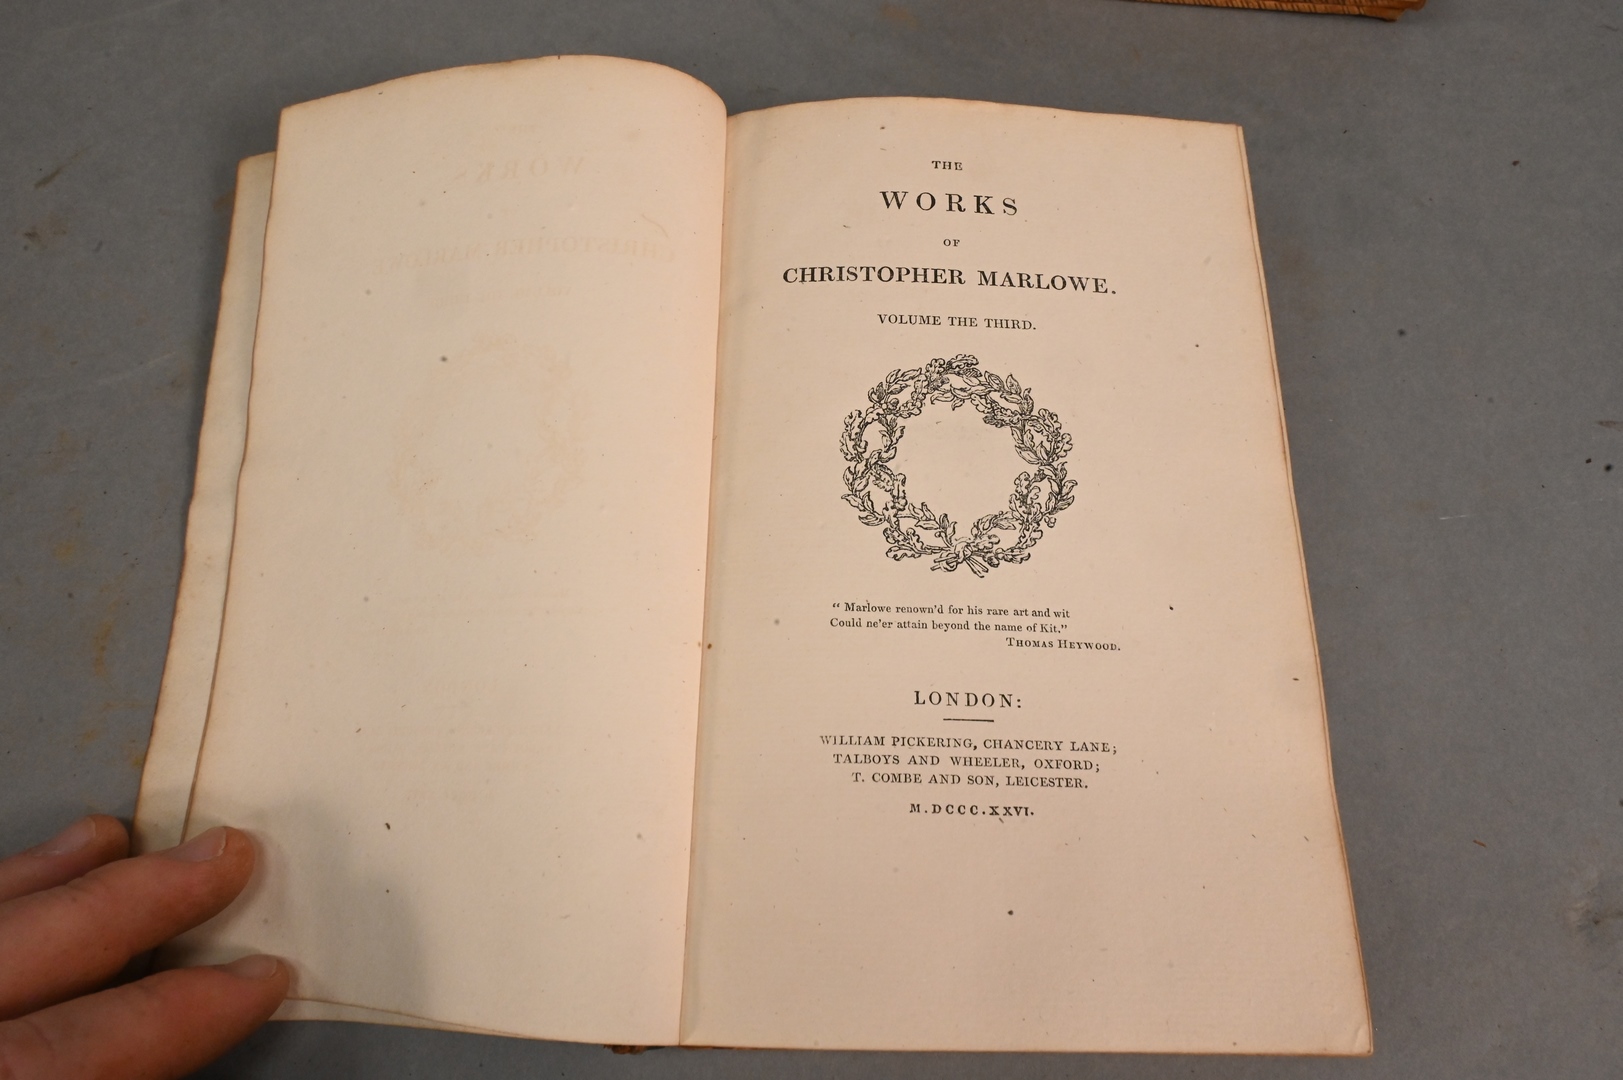 THE
WORKS
OF
CHRISTOPHER MARLOWE.
VOLUME THE THIRD.
“ Marlowe renown'd for his rare art and wit
Could ne'er attain beyond the name of Kit.”
THOMAS HEYWOOD.
LONDON:
WILLIAM PICKERING, CHANCERY LANE;
TALBOYS AND WHEELER, OXFORD;
T. COMBE AND SON, LEICESTER.
M.DCCC.XXVI.